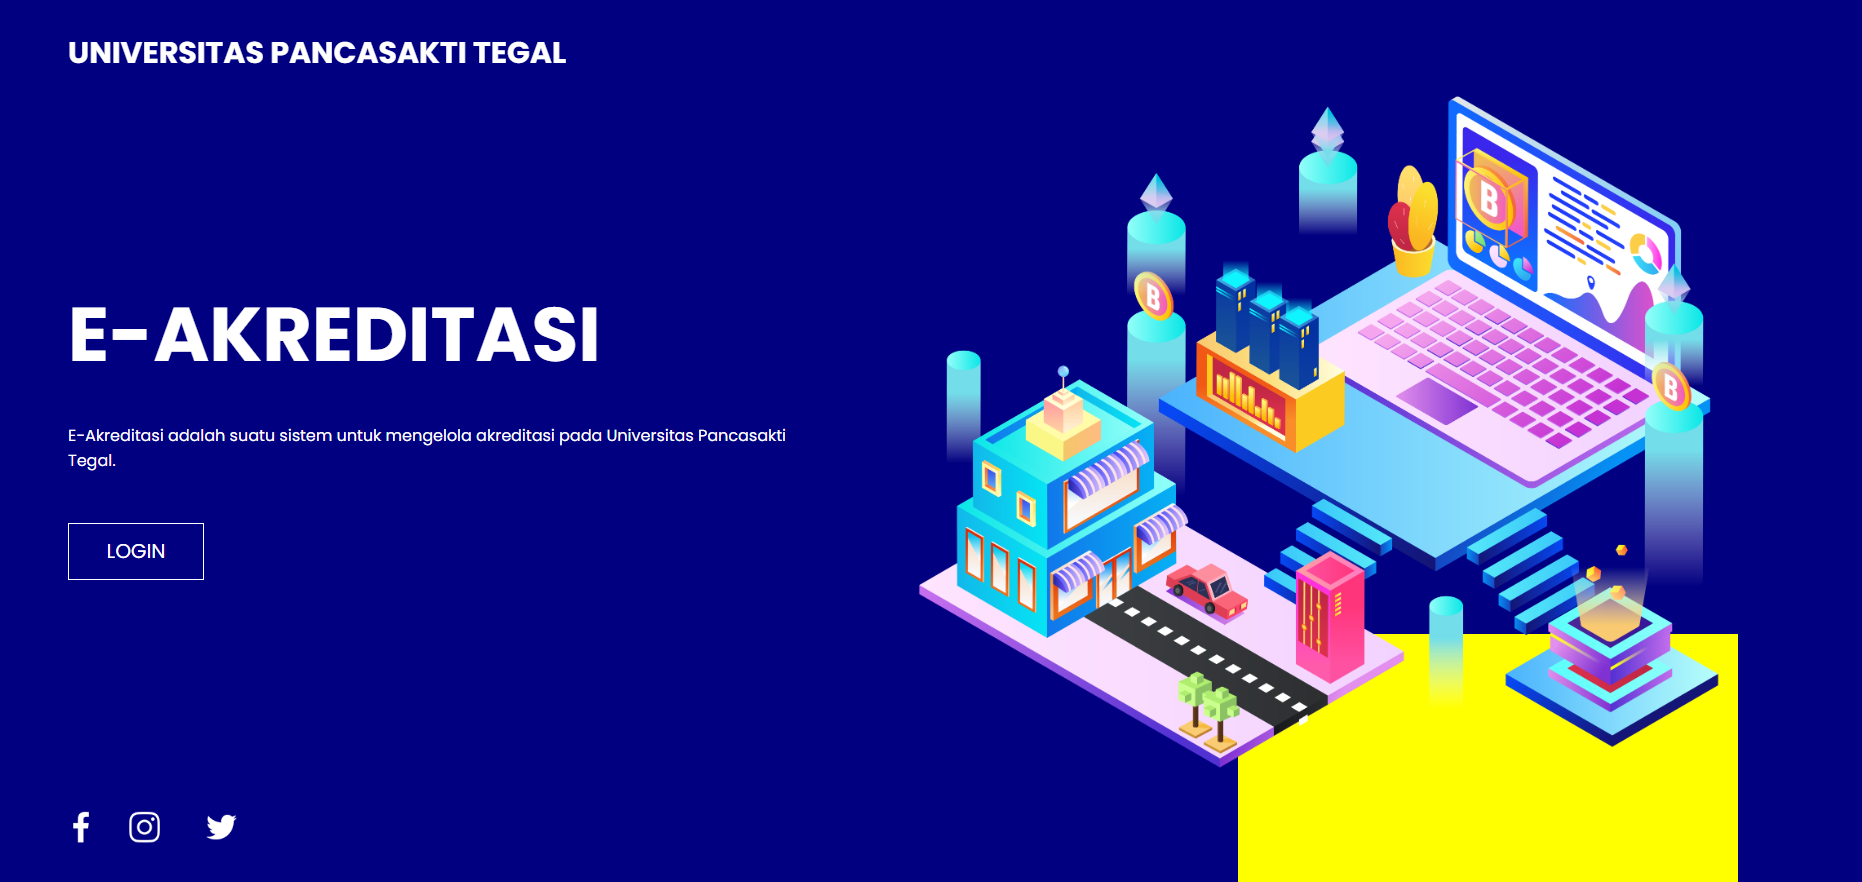 UNIVERSITAS PANCASAKTI TEGAL
E-AKREDITASI
E-Akreditasi adalah suatu sistem untuk mengelola akreditasi pada Universitas Pancasakti
Tegal.
LOGIN
B
B
B